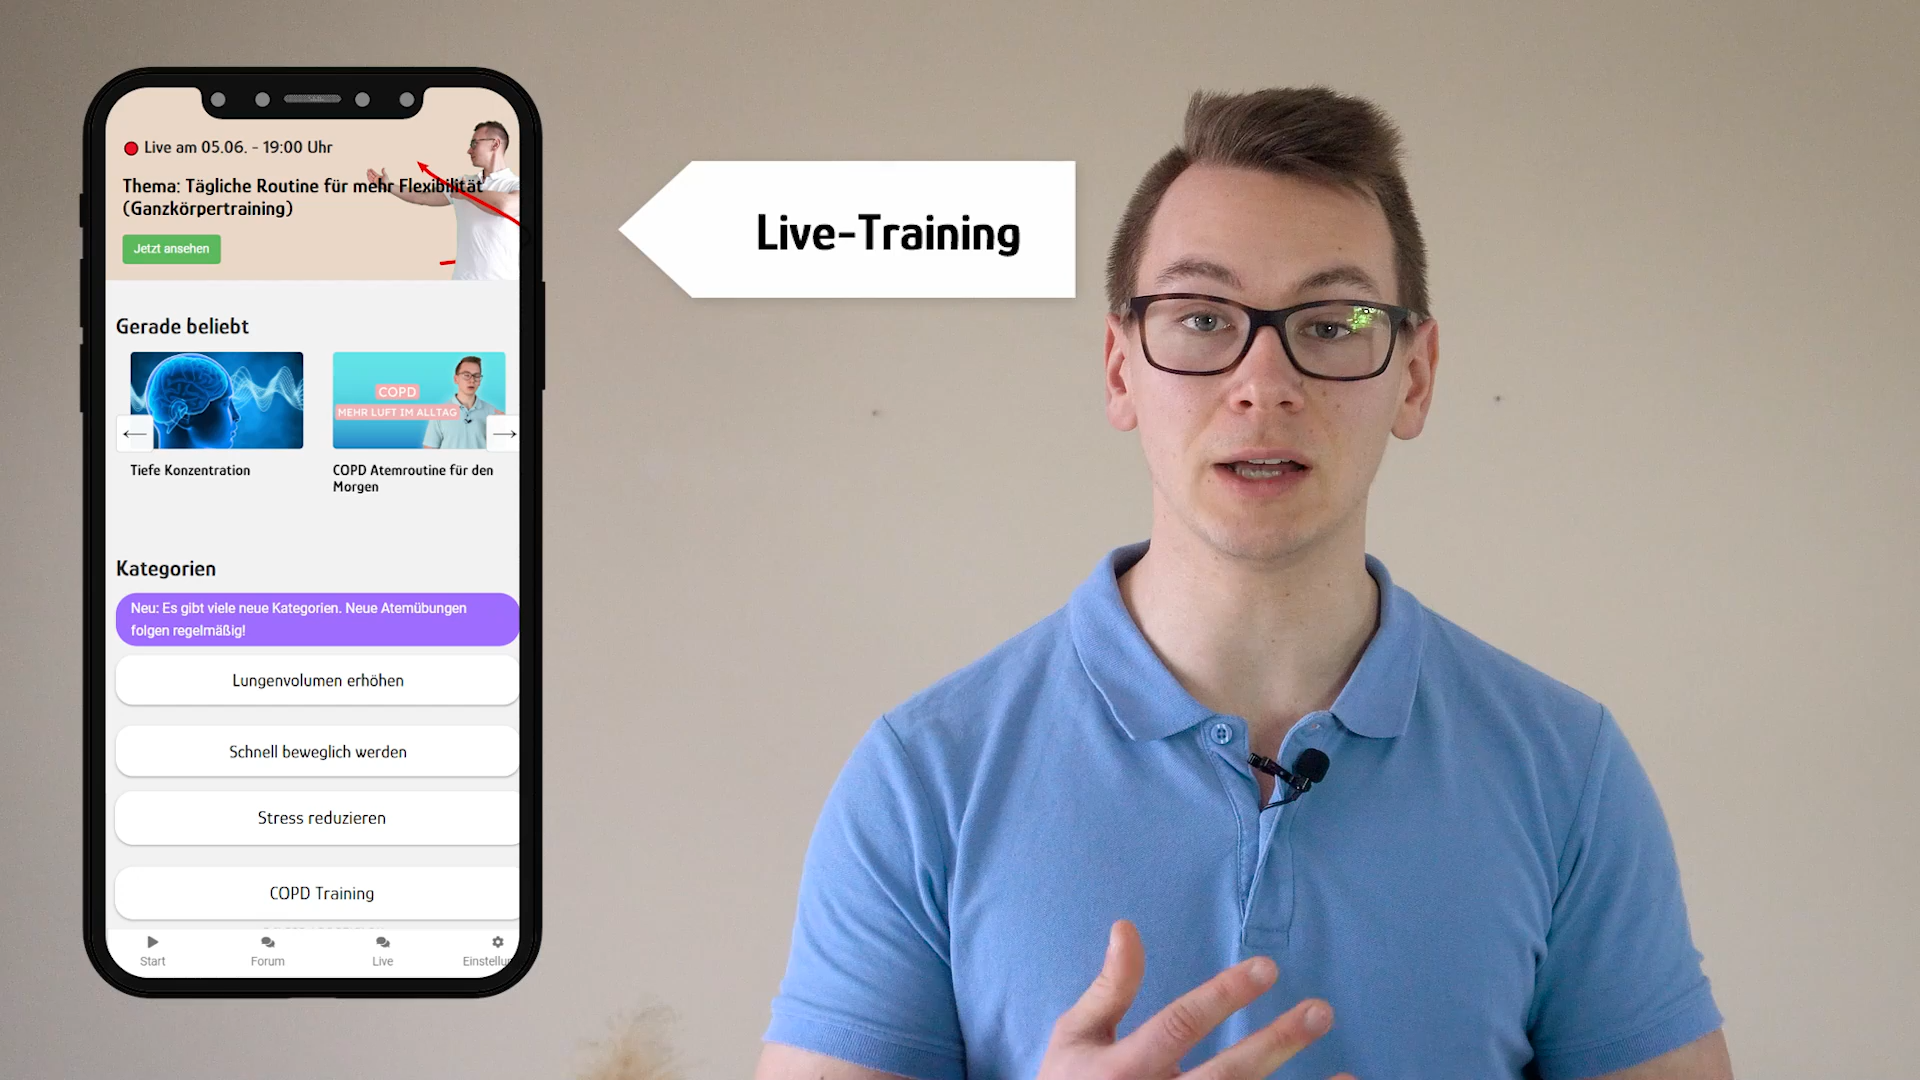 Live am 05.06. - 19:00 Uhr
Thema: Tägliche Routine für mehr Flexibilität
(Ganzkörpertraining)
Jetzt ansehen
Live-Training
Gerade beliebt
COPD
MEHR LUFT IM ALLTAG
Tiefe Konzentration
COPD Atemroutine für den
Morgen
Kategorien
Neu: Es gibt viele neue Kategorien. Neue Atemübungen
folgen regelmäßig!
Lungenvolumen erhöhen
Schnell beweglich werden
Stress reduzieren
COPD Training
Start
Forum
Live
Einstellu